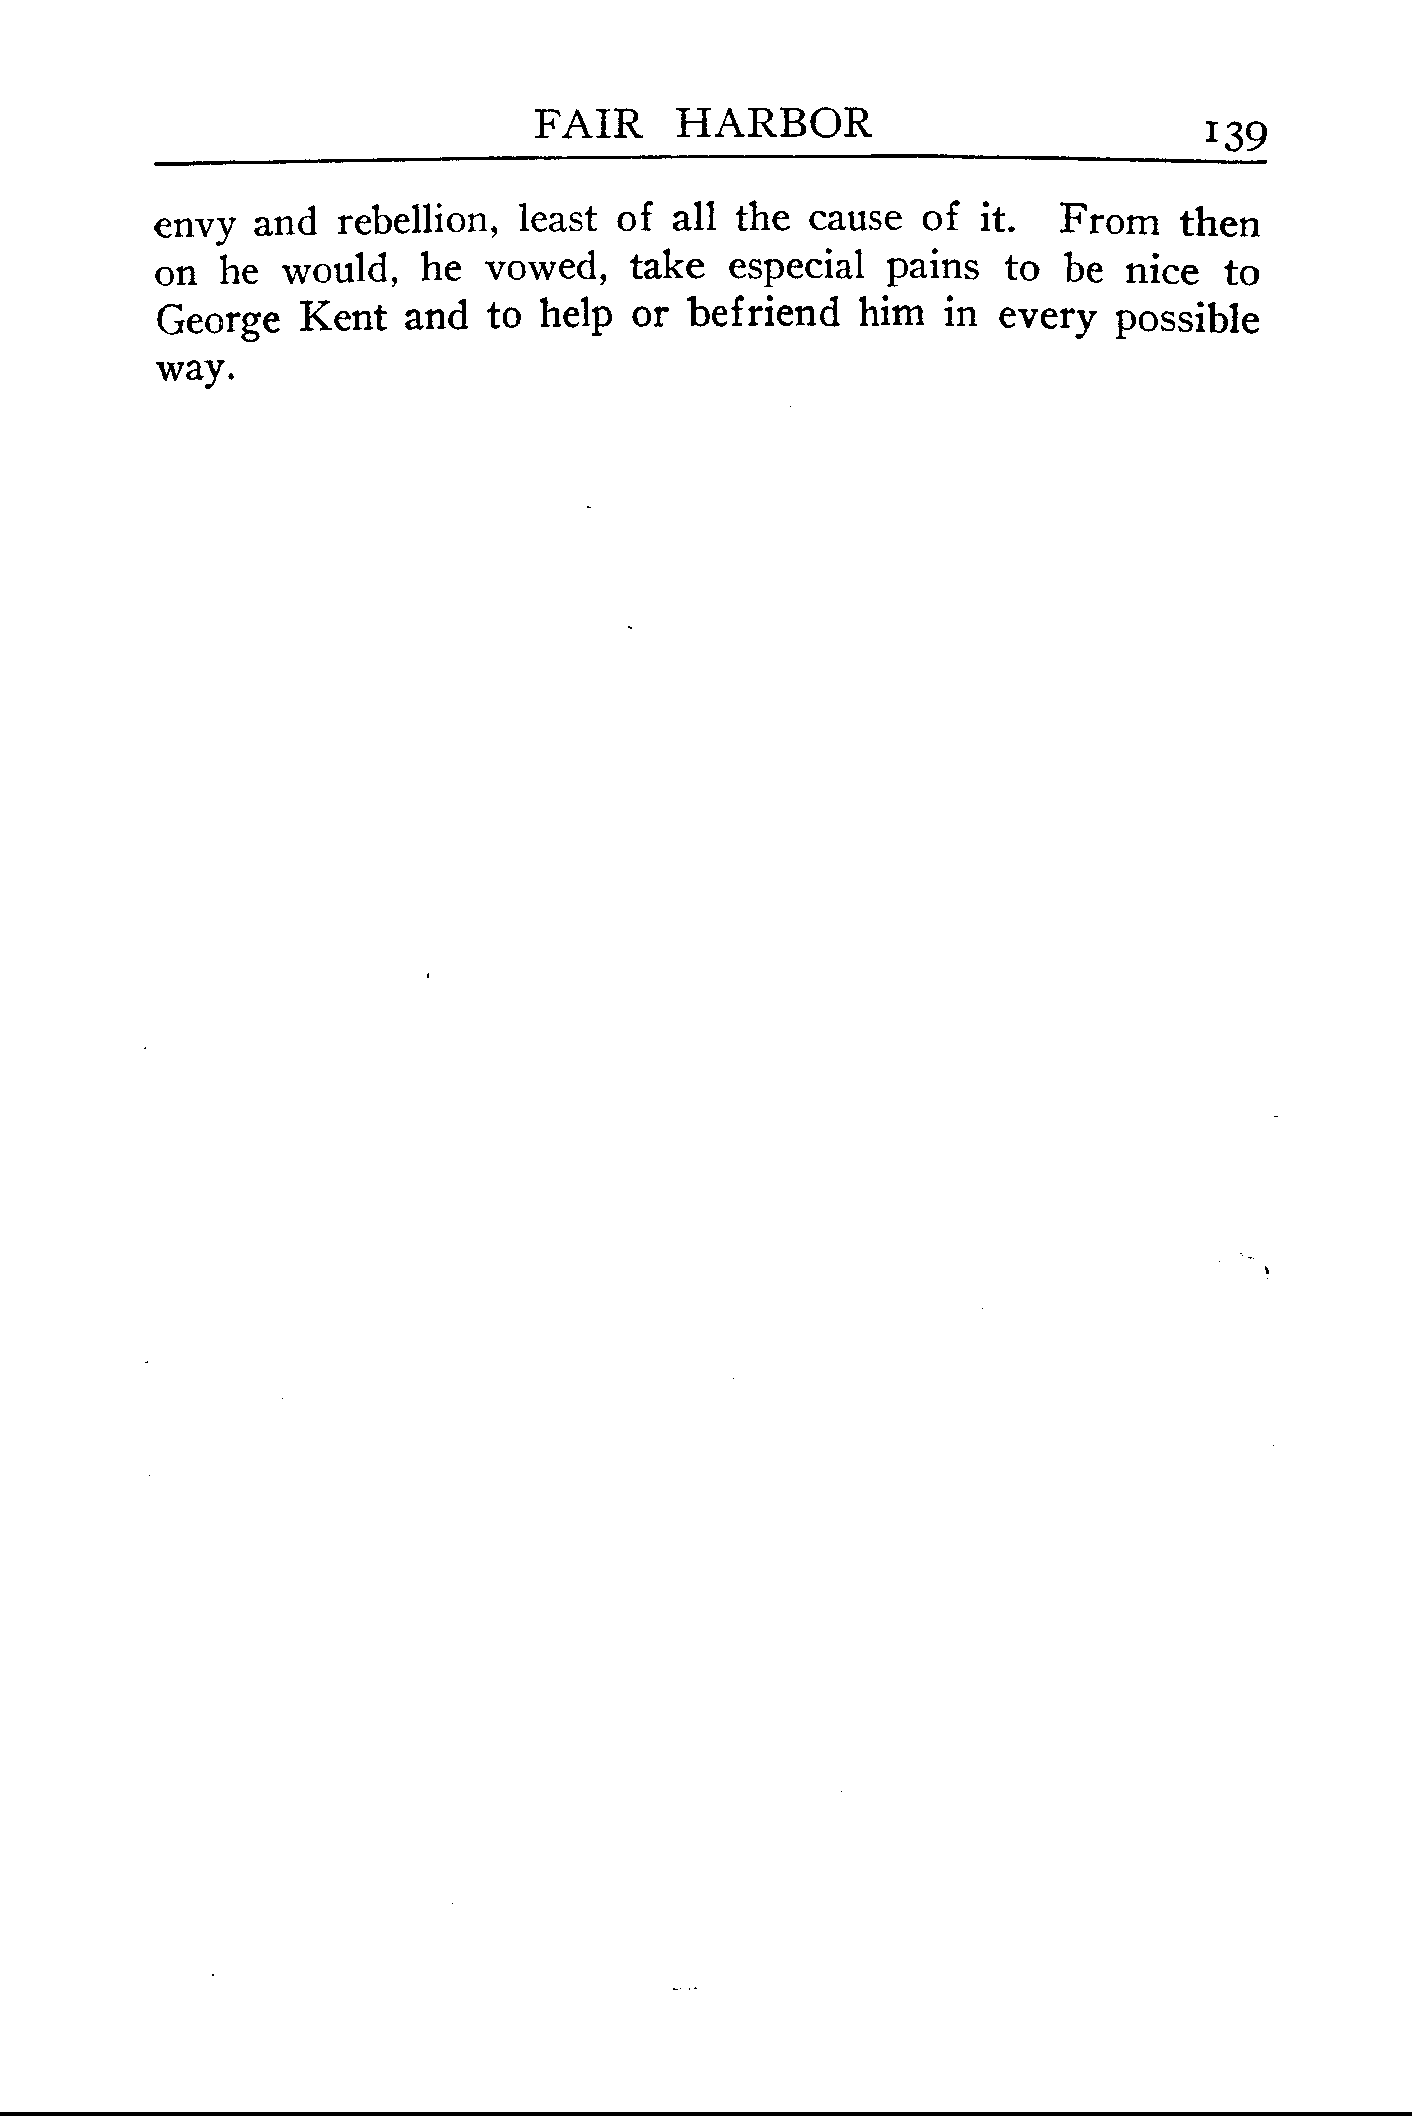 FAIR HARBOR 139
envy and rebellion, least of all the cause of it. From then
on he would, he vowed, take especial pains to be nice to
George Kent and to help or befriend him in every possible
way.